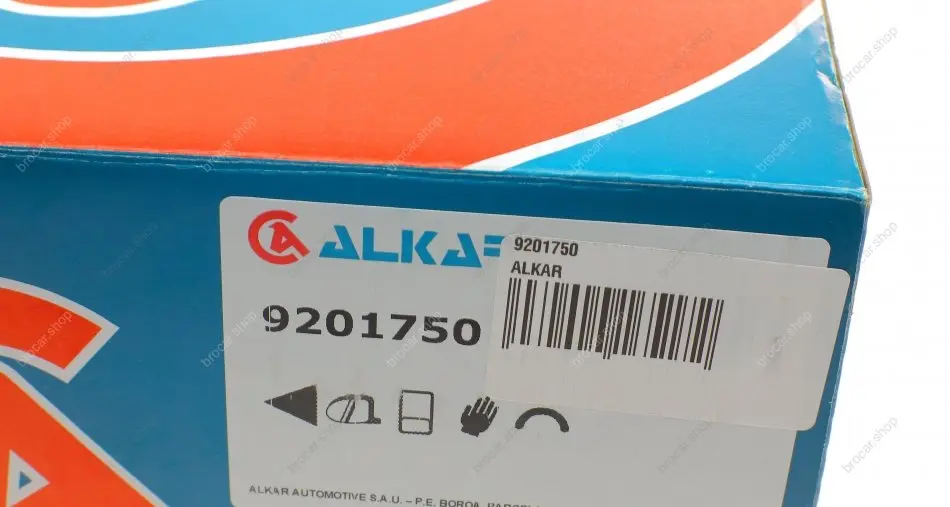 ALKAR
9201750
ALKAR
9201750
ALKAR AUTOMOTIVE S.A.U. – P.E. BOROA,
brocar.shop